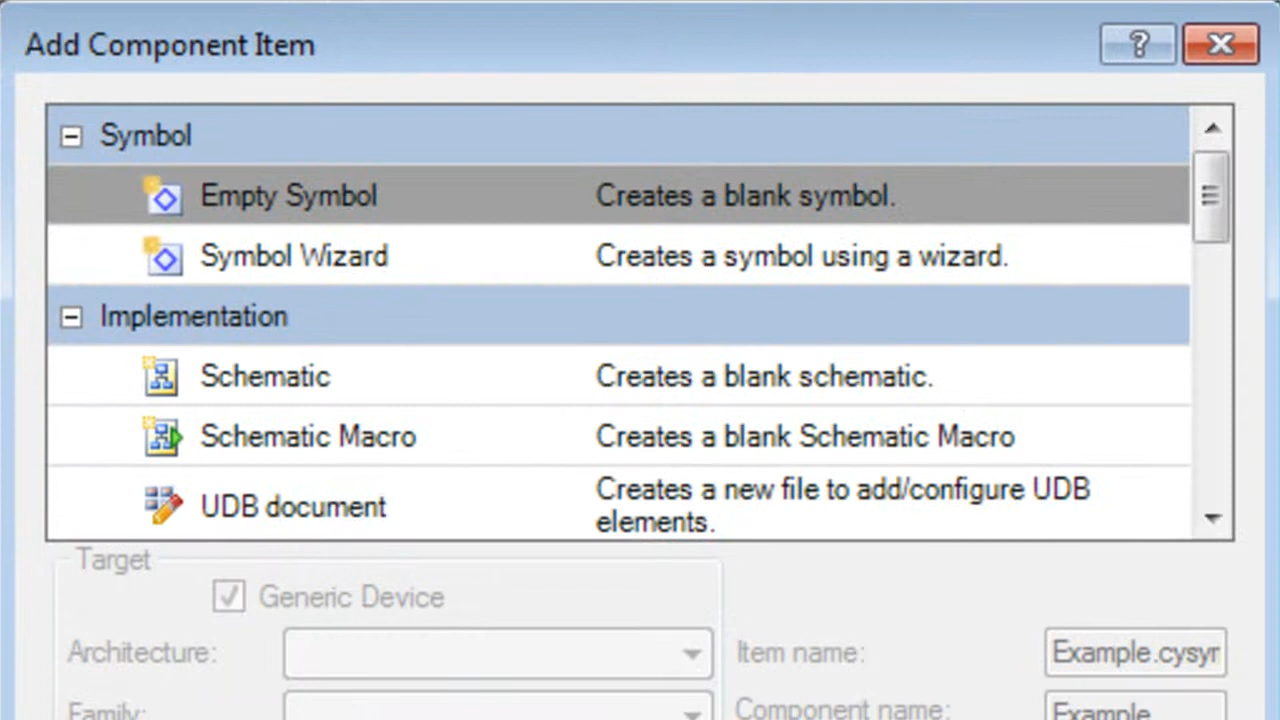 Add Component Item
Symbol
Empty Symbol Creates a blank symbol.
Symbol Wizard Creates a symbol using a wizard.
Implementation
Schematic Creates a blank schematic.
Schematic Macro Creates a blank Schematic Macro
UDB document Creates a new file to add/configure UDB
elements.
Target
Generic Device
Architecture:
Item name: Example.cysyr
Family:
Component name: Example